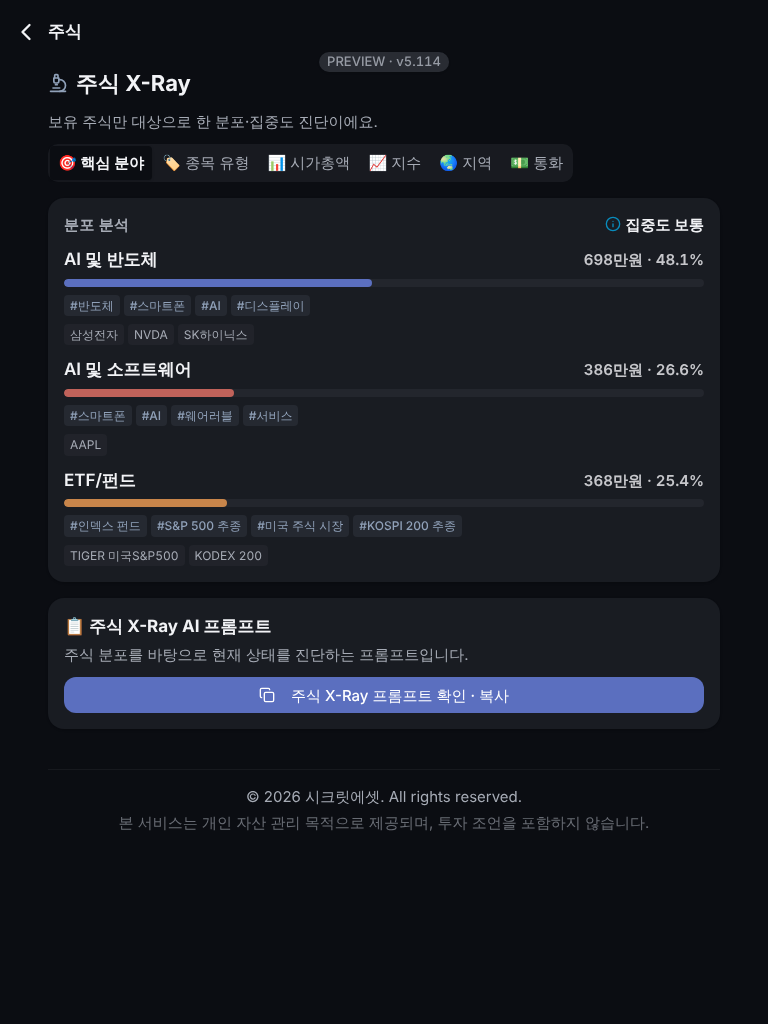 주식
PREVIEW · v5.114
주식 X-Ray
보유 주식만 대상으로 한 분포·집중도 진단이에요.
핵심 분야 종목 유형 시가총액 지수 지역 통화
분포 분석 집중도 보통
AI 및 반도체 698만원 · 48.1%
#반도체 #스마트폰 #AI #디스플레이
삼성전자 NVDA SK하이닉스
AI 및 소프트웨어 386만원 · 26.6%
#스마트폰 #AI #웨어러블 #서비스
AAPL
ETF/펀드 368만원 · 25.4%
#인덱스 펀드 #S&P 500 추종 #미국 주식 시장 #KOSPI 200 추종
TIGER 미국S&P500 KODEX 200
주식 X-Ray AI 프롬프트
주식 분포를 바탕으로 현재 상태를 진단하는 프롬프트입니다.
주식 X-Ray 프롬프트 확인 · 복사
© 2026 시크릿에셋. All rights reserved.
본 서비스는 개인 자산 관리 목적으로 제공되며, 투자 조언을 포함하지 않습니다.